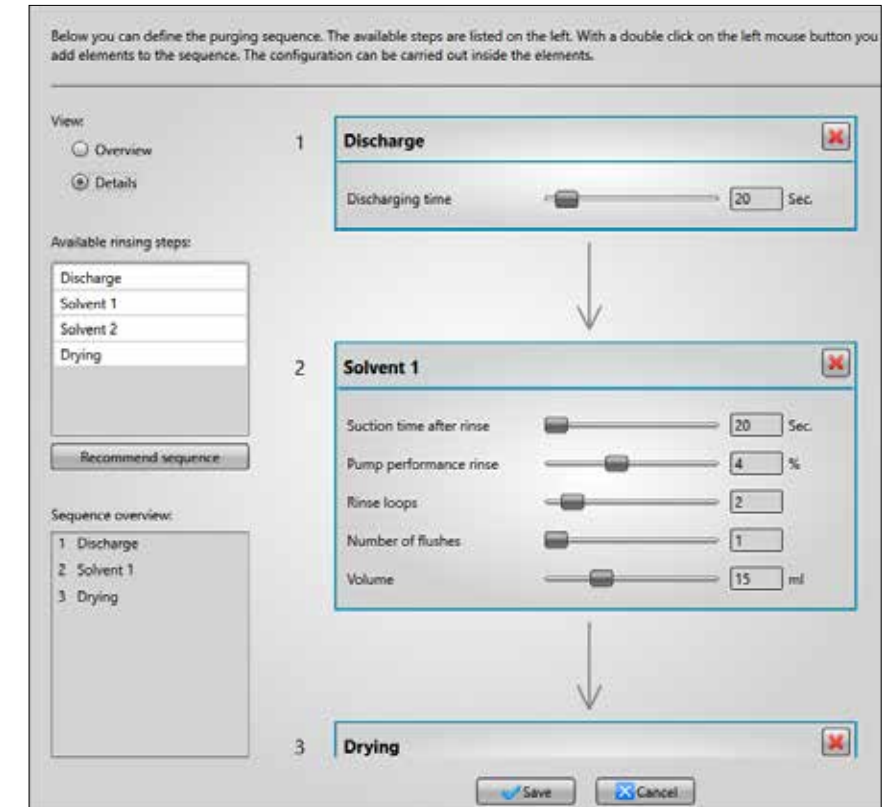 Below you can define the purging sequence. The available steps are listed on the left. With a double click on the left mouse button you
add elements to the sequence. The configuration can be carried out inside the elements.
View:
Overview
Details
Available rinsing steps:
Discharge
Solvent 1
Solvent 2
Drying
Recommend sequence
Sequence overview:
1 Discharge
2 Solvent 1
3 Drying
1 Discharge
Discharging time 20 Sec.
2 Solvent 1
Suction time after rinse 20 Sec.
Pump performance rinse 4 %
Rinse loops 2
Number of flushes 1
Volume 15 ml
3 Drying
Save Cancel